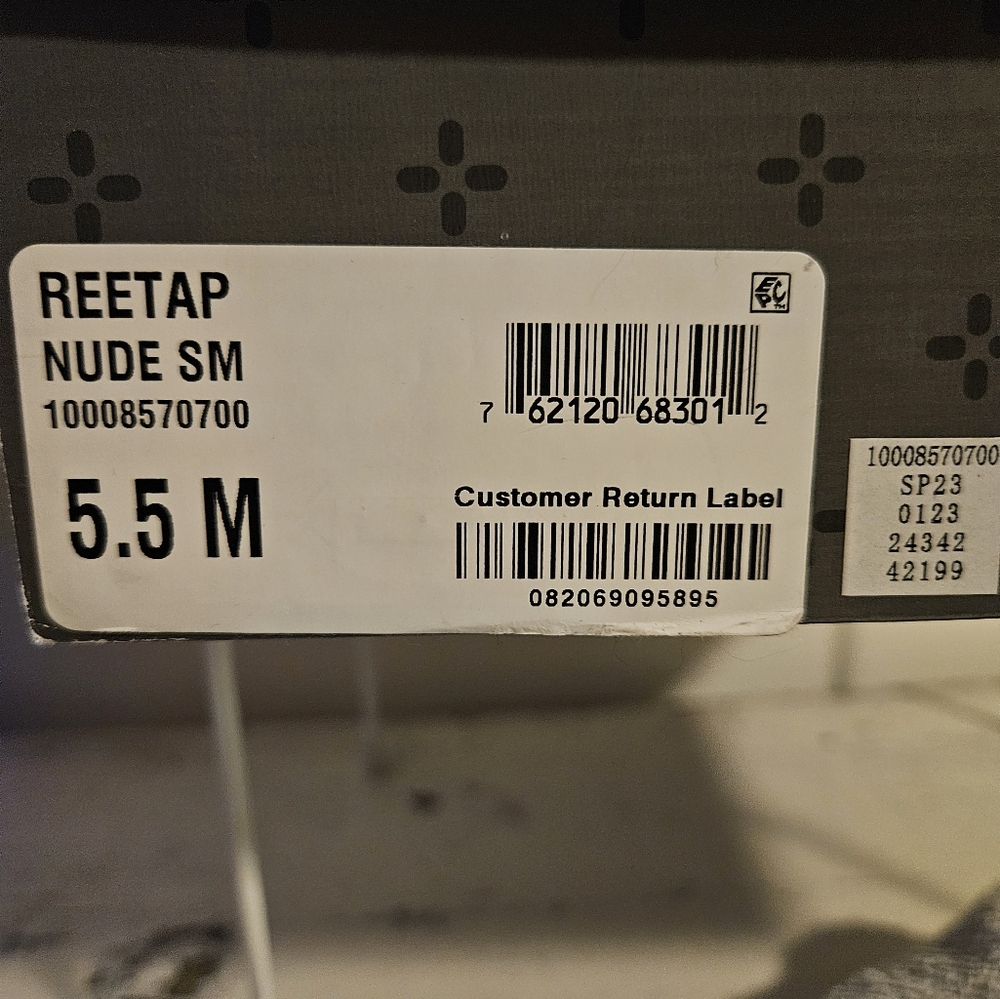 REETAP
NUDE SM
10008570700
5.5 M
EPC™
7 62120 68301 2
Customer Return Label
082069095895
10008570700
SP23
0123
24342
42199